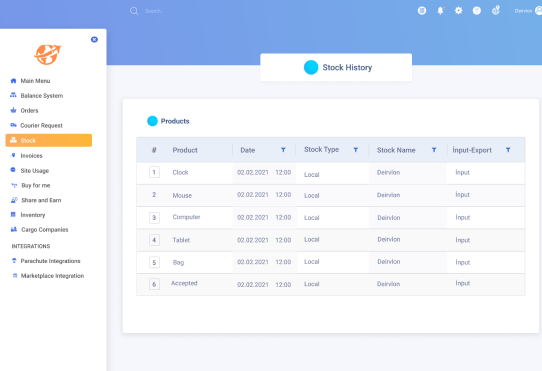 Search...
Deirvlon
Stock History
Main Menu
Balance System
Orders
Courier Request
Stock
Invoices
Site Usage
Buy for me
Share and Earn
İnventory
Cargo Companies
INTEGRATIONS
Parachute Integrations
Marketplace Integration
Products
# Product Date Stock Type Stock Name İnput-Export
1 Clock 02.02.2021 12:00 Local Deirvlon İnput
2 Mouse 02.02.2021 12:00 Local Deirvlon İnput
3 Computer 02.02.2021 12:00 Local Deirvlon İnput
4 Tablet 02.02.2021 12:00 Local Deirvlon İnput
5 Bag 02.02.2021 12:00 Local Deirvlon İnput
6 Accepted 02.02.2021 12:00 Local Deirvlon İnput